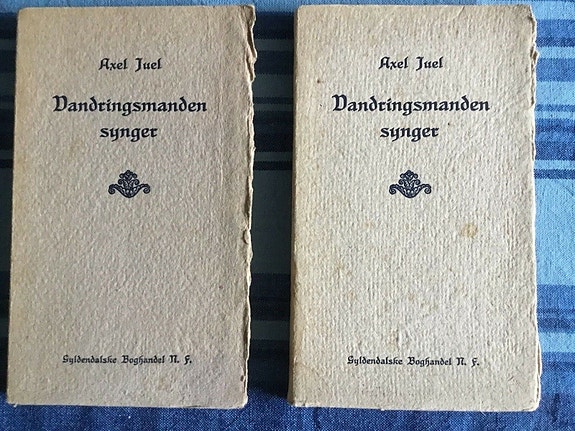 Axel Juel
Vandringsmanden
synger
Gyldendalske Boghandel N. F.
Axel Juel
Vandringsmanden
synger
Gyldendalske Boghandel N. F.